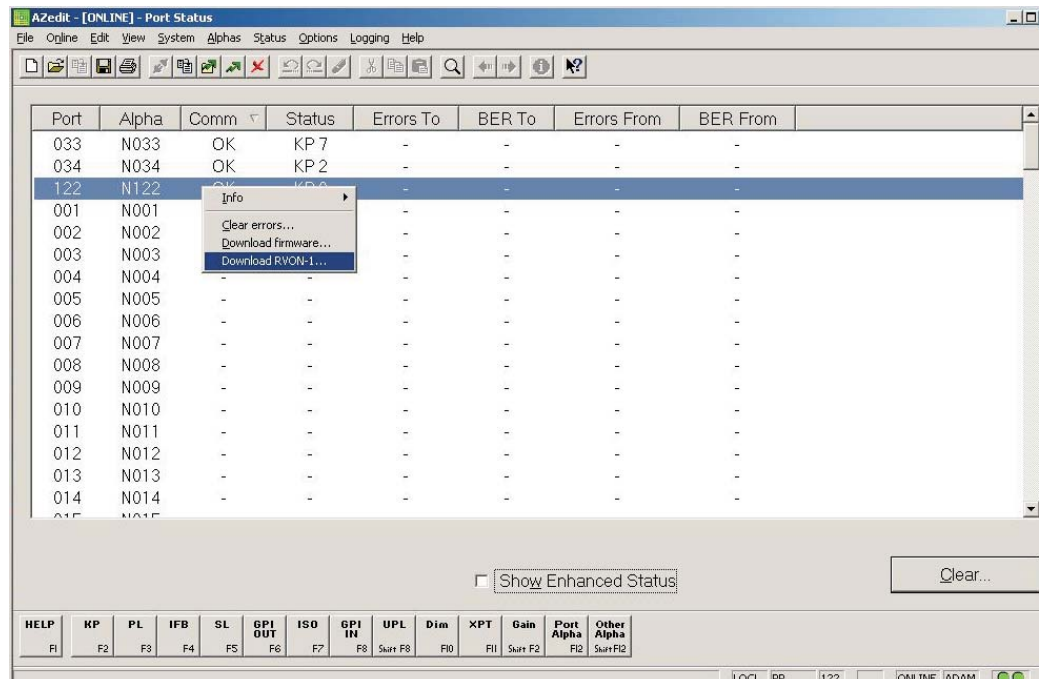 AZedit - [ONLINE] - Port Status
File Online Edit View System Alphas Status Options Logging Help
Port Alpha Comm Status Errors To BER To Errors From BER From
033 N033 OK KP 7 - - - -
034 N034 OK KP 2 - - - -
122 N122 - - - -
Info
001 N001 - - - -
Clear errors...
002 N002 - - - -
Download firmware...
003 N003 - - - -
Download RVON-1...
004 N004 - - - - - -
005 N005 - - - - - -
006 N006 - - - - - -
007 N007 - - - - - -
008 N008 - - - - - -
009 N009 - - - - - -
010 N010 - - - - - -
011 N011 - - - - - -
012 N012 - - - - - -
013 N013 - - - - - -
014 N014 - - - - - -
Show Enhanced Status
Clear...
HELP KP PL IFB SL GPI OUT ISO GPI IN UPL Dim XPT Gain Port Alpha Other Alpha
F1 F2 F3 F4 F5 F6 F7 F8 Shift F8 F10 F11 Shift F2 F12 Shift F12
LOCL PP 122 ONLINE ADAM